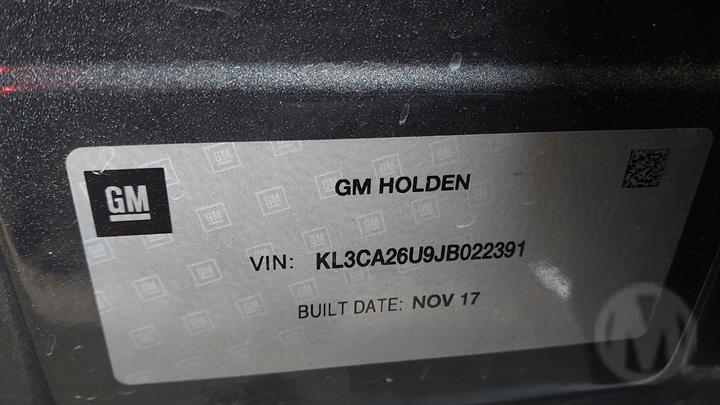 GM
GM HOLDEN
VIN: KL3CA26U9JB022391
BUILT DATE: NOV 17
M